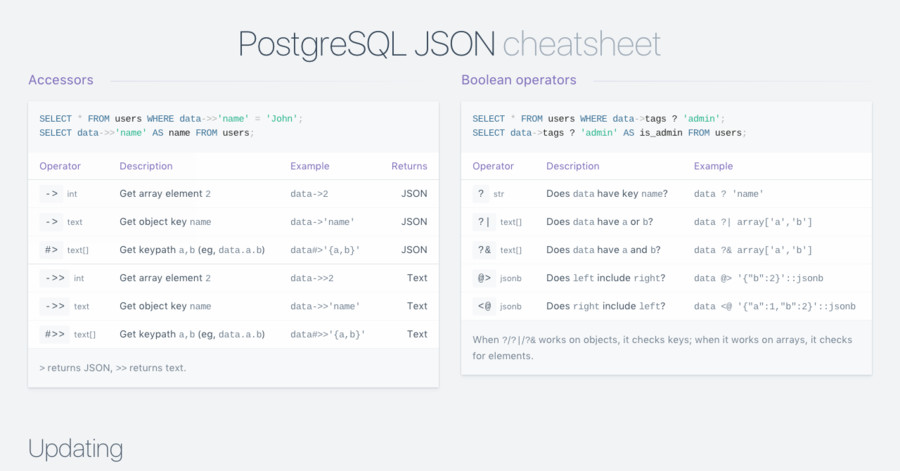 PostgreSQL JSON cheatsheet
Accessors
SELECT * FROM users WHERE data->>'name' = 'John';
SELECT data->>'name' AS name FROM users;
Operator Description Example Returns
-> int Get array element 2 data->2 JSON
-> text Get object key name data->'name' JSON
#> text[] Get keypath a,b (eg, data.a.b) data#>'{a,b}' JSON
->> int Get array element 2 data->>2 Text
->> text Get object key name data->>'name' Text
#>> text[] Get keypath a,b (eg, data.a.b) data#>>'{a,b}' Text
> returns JSON, >> returns text.
Boolean operators
SELECT * FROM users WHERE data->tags ? 'admin';
SELECT data->tags ? 'admin' AS is_admin FROM users;
Operator Description Example
? str Does data have key name? data ? 'name'
?| text[] Does data have a or b? data ?| array['a','b']
?& text[] Does data have a and b? data ?& array['a','b']
@> jsonb Does left include right? data @> '{"b":2}'::jsonb
<@ jsonb Does right include left? data <@ '{"a":1,"b":2}'::jsonb
When ?/?|/?& works on objects, it checks keys; when it works on arrays, it checks
for elements.
Updating